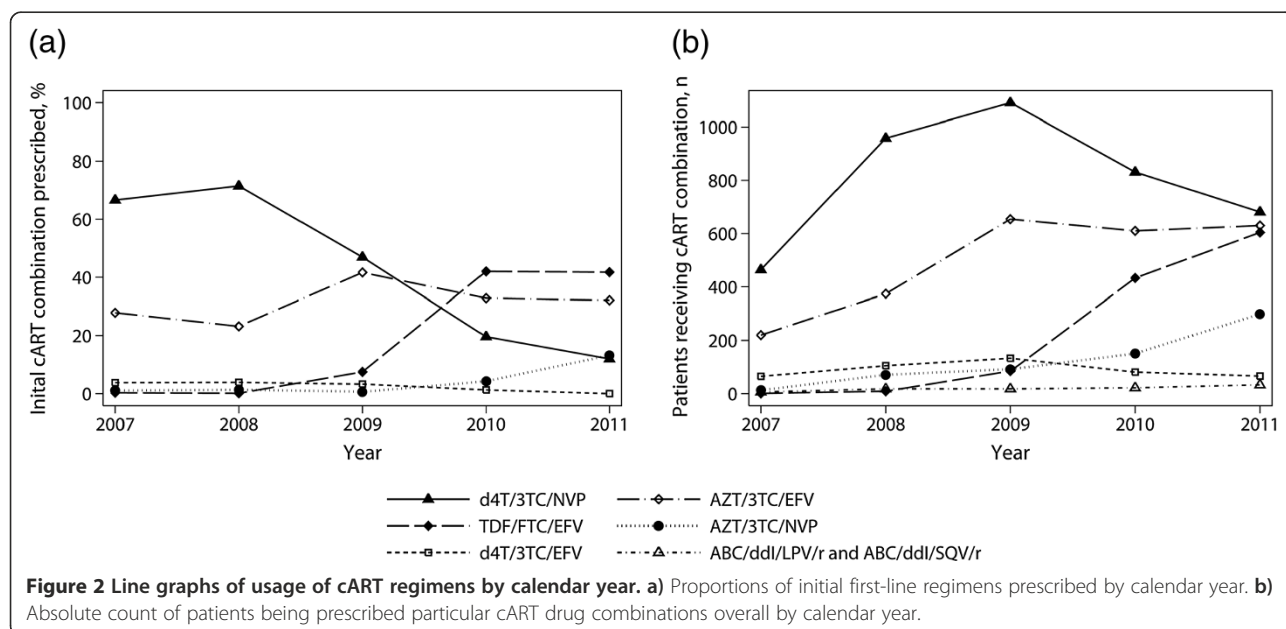 (a)
Inital cART combination prescribed, %
100
80
60
40
20
0
2007 2008 2009 2010 2011
Year
(b)
Patients receiving cART combination, n
1000
800
600
400
200
0
2007 2008 2009 2010 2011
Year
d4T/3TC/NVP AZT/3TC/EFV
TDF/FTC/EFV AZT/3TC/NVP
d4T/3TC/EFV ABC/ddI/LPV/r and ABC/ddI/SQV/r
Figure 2 Line graphs of usage of cART regimens by calendar year. a) Proportions of initial first-line regimens prescribed by calendar year. b)
Absolute count of patients being prescribed particular cART drug combinations overall by calendar year.